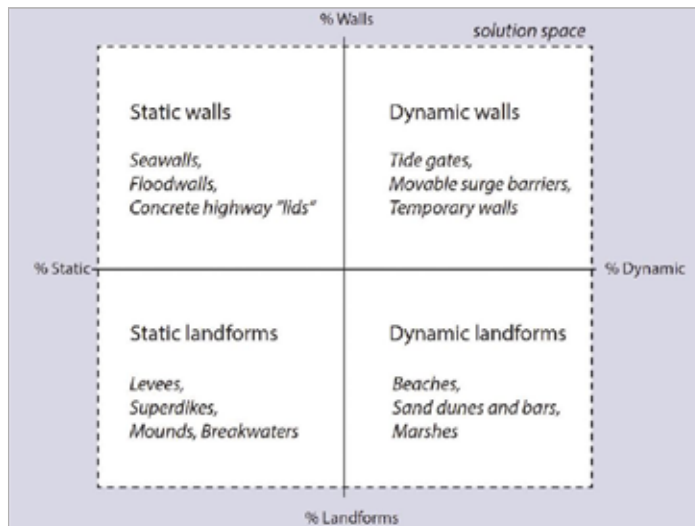 % Walls
solution space
Static walls
Seawalls,
Floodwalls,
Concrete highway "lids"
Dynamic walls
Tide gates,
Movable surge barriers,
Temporary walls
% Static
% Dynamic
Static landforms
Levees,
Superdikes,
Mounds, Breakwaters
Dynamic landforms
Beaches,
Sand dunes and bars,
Marshes
% Landforms